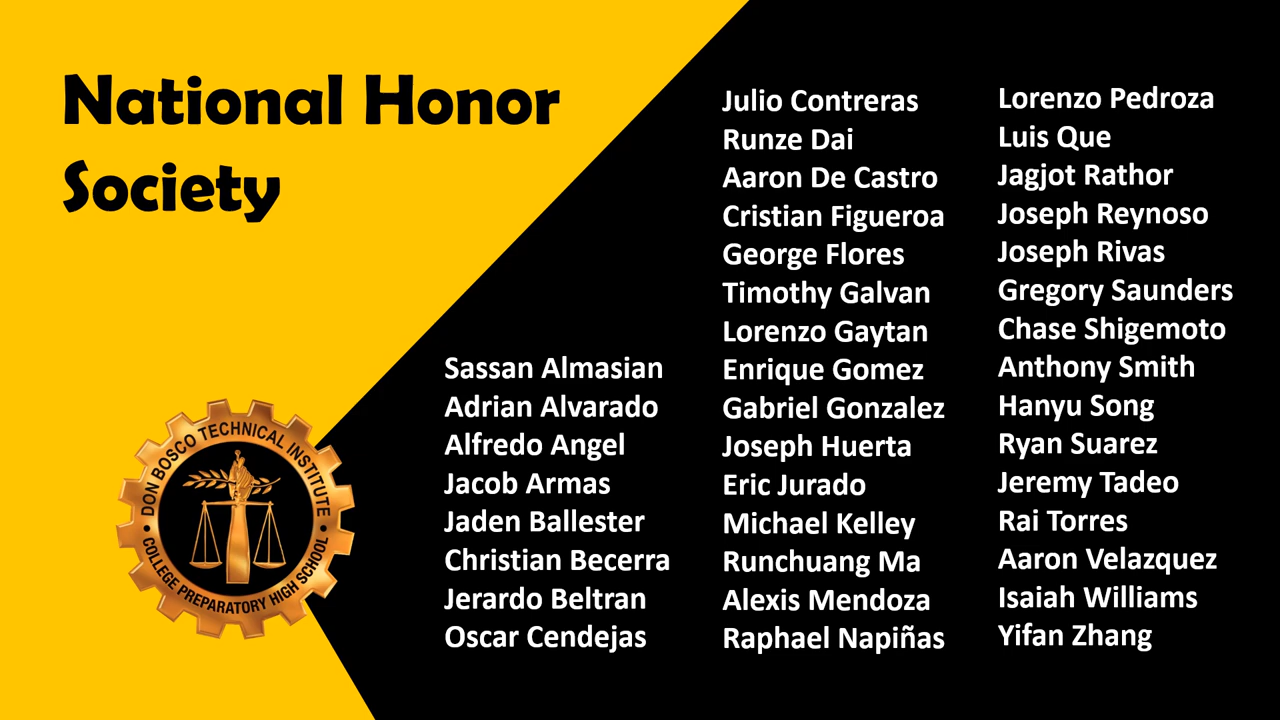 National Honor
Society
DON BOSCO TECHNICAL INSTITUTE
COLLEGE PREPARATORY HIGH SCHOOL
Sassan Almasian
Adrian Alvarado
Alfredo Angel
Jacob Armas
Jaden Ballester
Christian Becerra
Jerardo Beltran
Oscar Cendejas
Julio Contreras
Runze Dai
Aaron De Castro
Cristian Figueroa
George Flores
Timothy Galvan
Lorenzo Gaytan
Enrique Gomez
Gabriel Gonzalez
Joseph Huerta
Eric Jurado
Michael Kelley
Runchuang Ma
Alexis Mendoza
Raphael Napiñas
Lorenzo Pedroza
Luis Que
Jagjot Rathor
Joseph Reynoso
Joseph Rivas
Gregory Saunders
Chase Shigemoto
Anthony Smith
Hanyu Song
Ryan Suarez
Jeremy Tadeo
Rai Torres
Aaron Velazquez
Isaiah Williams
Yifan Zhang